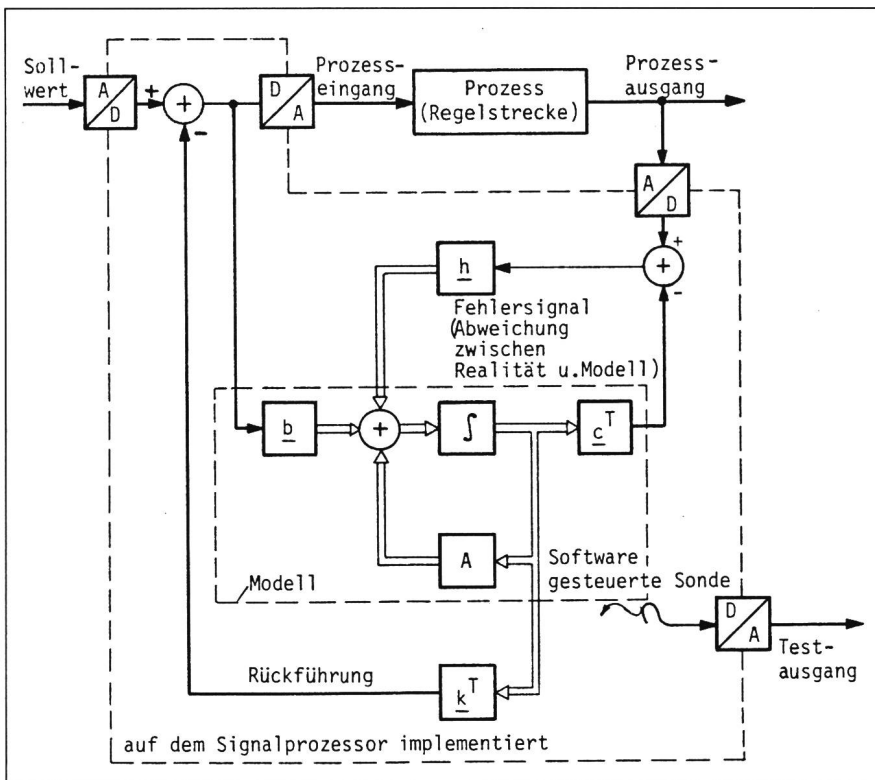 Soll-
wert
A
D
+
+
-
D
A
Prozess-
eingang
Prozess
(Regelstrecke)
Prozess-
ausgang
A
D
+
+
-
h
Fehlersignal
(Abweichung
zwischen
Realität u.Modell)
b
+
∫
c^T
A
Modell
Software
gesteuerte Sonde
D
A
Test-
ausgang
Rückführung
k^T
auf dem Signalprozessor implementiert